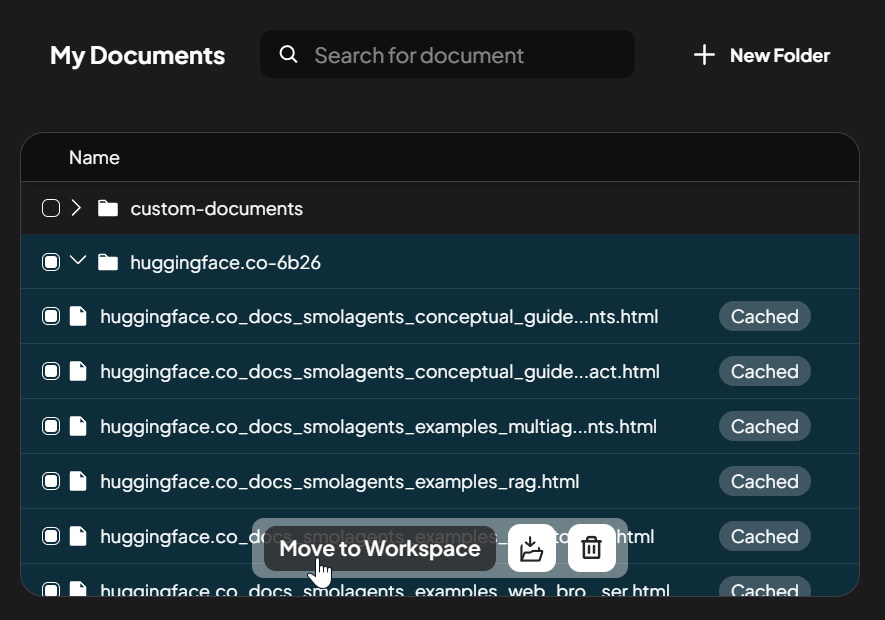 My Documents
Search for document
New Folder
Name
custom-documents
huggingface.co-6b26
huggingface.co_docs_smolagents_conceptual_guide...nts.html Cached
huggingface.co_docs_smolagents_conceptual_guide...act.html Cached
huggingface.co_docs_smolagents_examples_multiag...nts.html Cached
huggingface.co_docs_smolagents_examples_rag.html Cached
huggingface.co_docs_smolagents_examples_ html Cached
Move to Workspace
huggingface.co_docs_smolagents_examples_web_bro...ser.html Cached